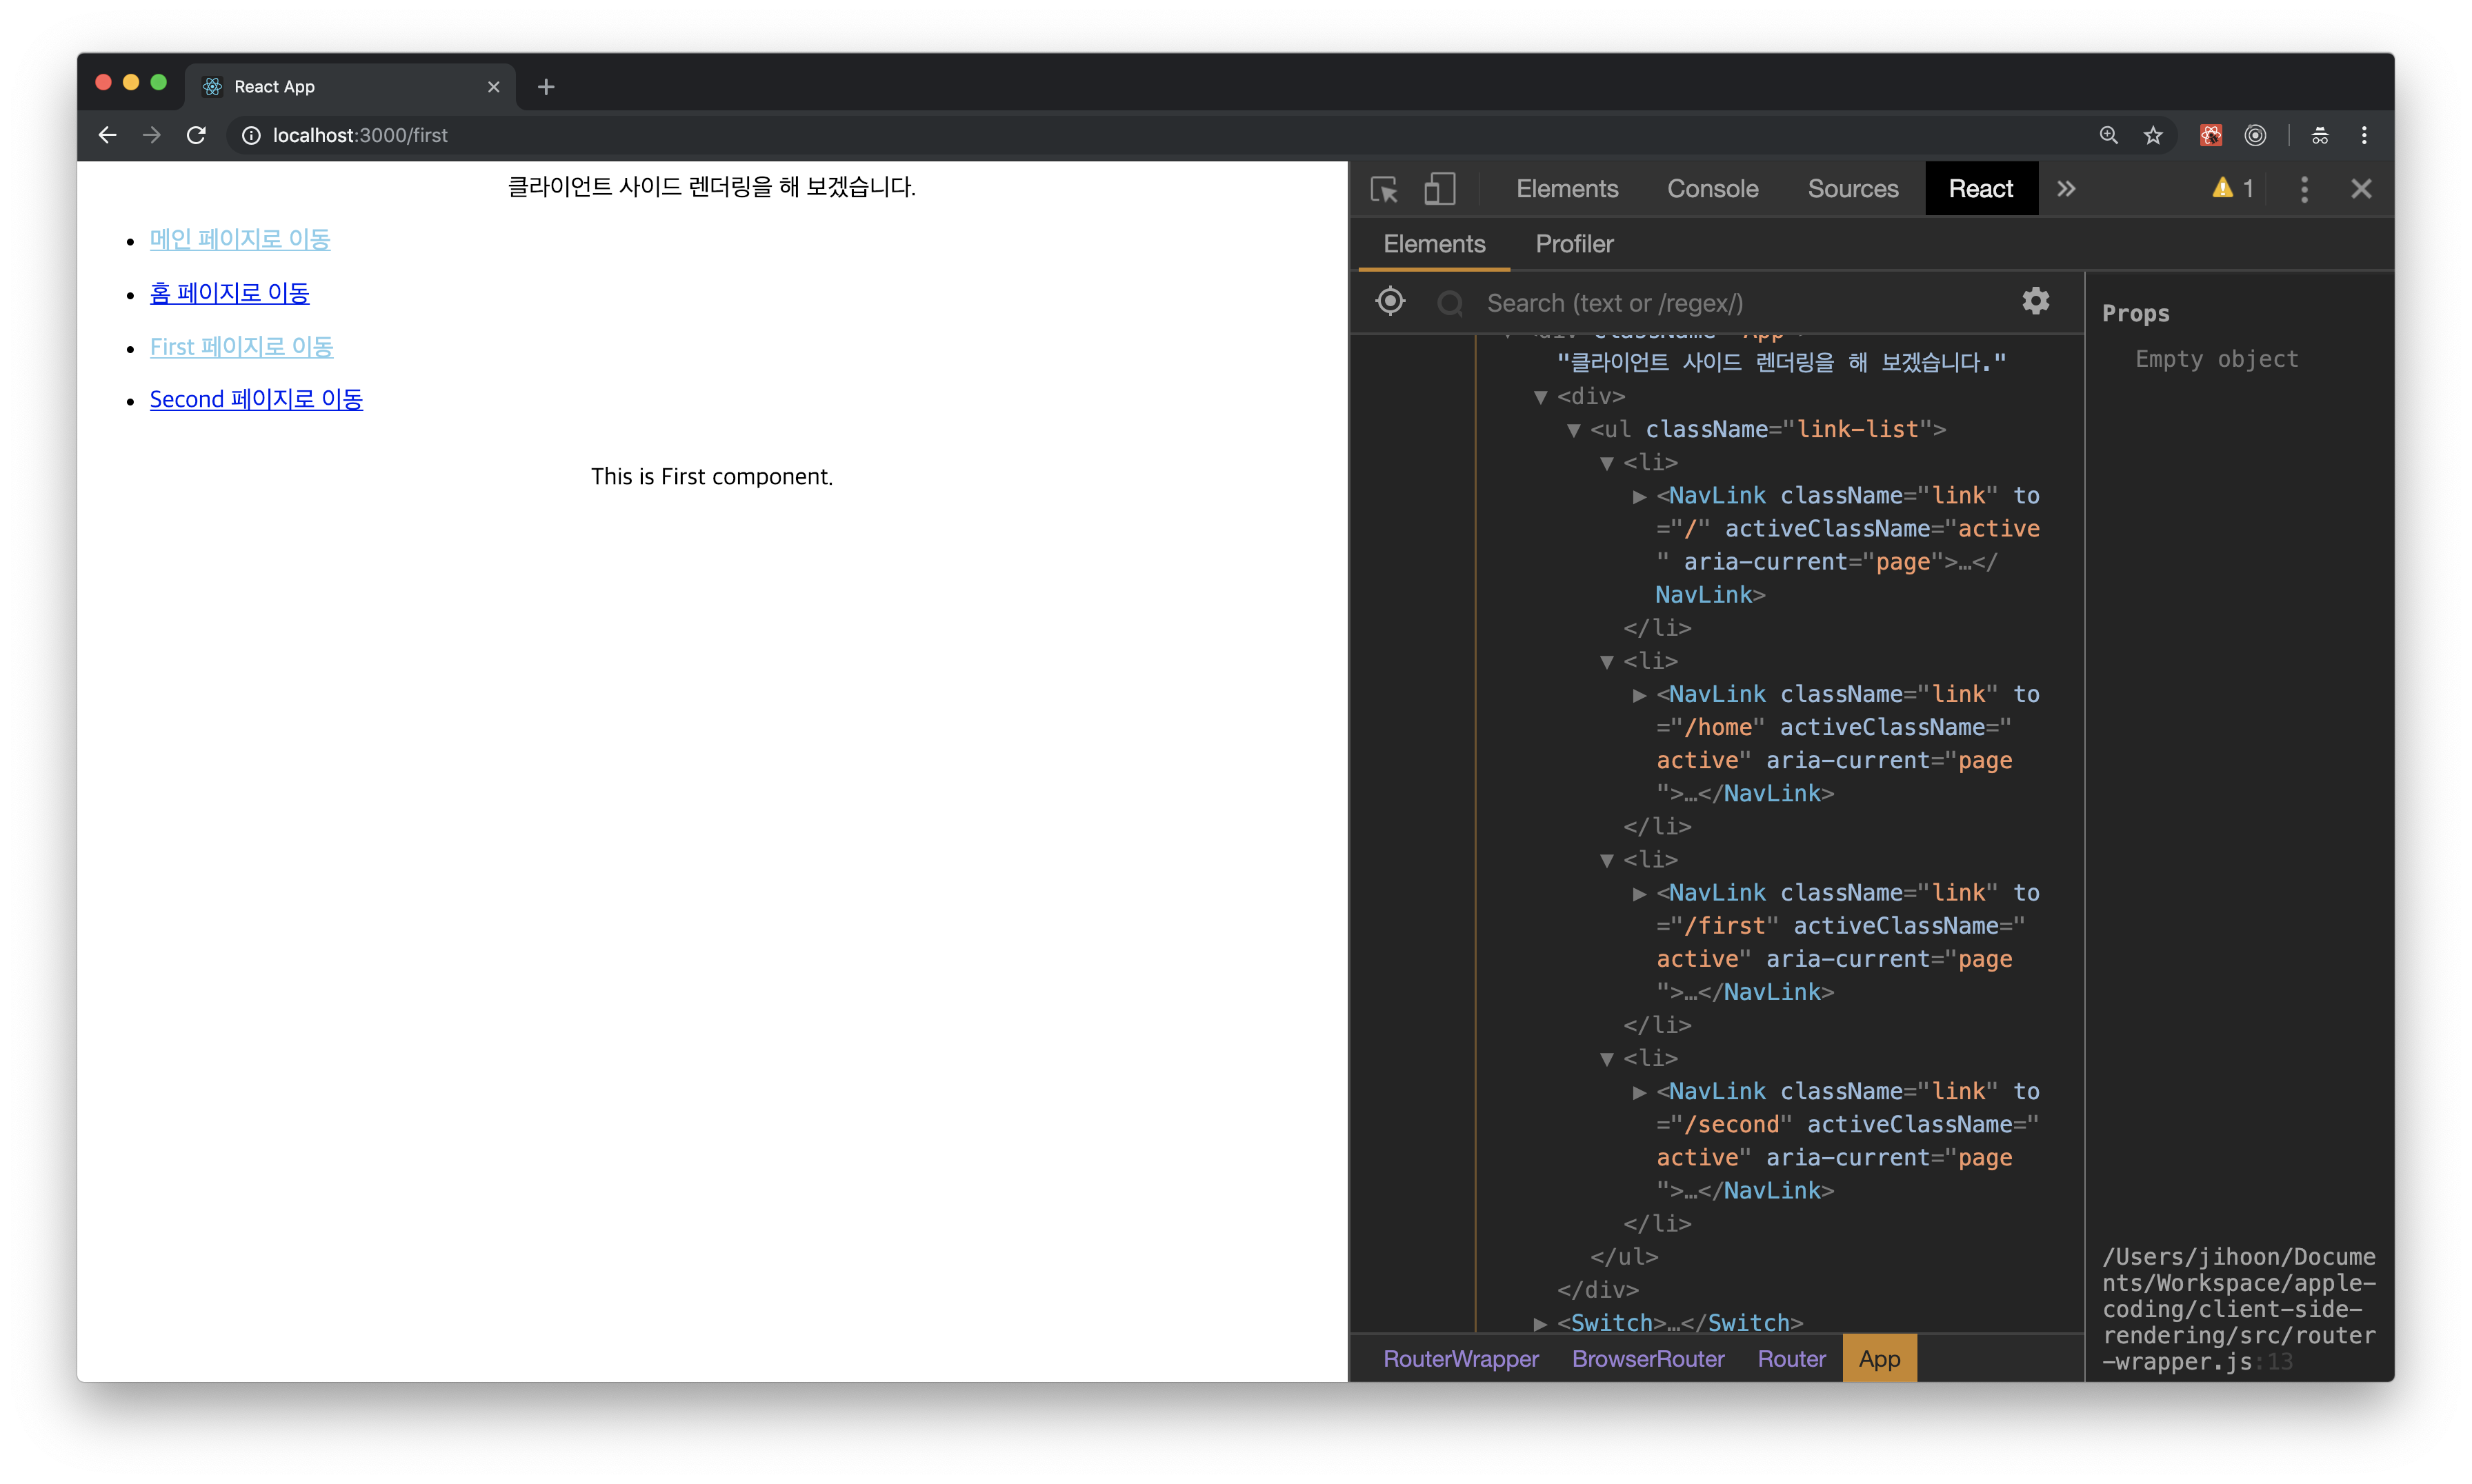 React App
localhost:3000/first
클라이언트 사이드 렌더링을 해 보겠습니다.
메인 페이지로 이동
홈 페이지로 이동
First 페이지로 이동
Second 페이지로 이동
This is First component.
Elements Console Sources React 1
Elements Profiler
Search (text or /regex/)
<div className="App">
"클라이언트 사이드 렌더링을 해 보겠습니다."
<div>
<ul className="link-list">
<li>
<NavLink className="link" to
="/" activeClassName="active
" aria-current="page">…</
NavLink>
</li>
<li>
<NavLink className="link" to
="/home" activeClassName="
active" aria-current="page
">…</NavLink>
</li>
<li>
<NavLink className="link" to
="/first" activeClassName="
active" aria-current="page
">…</NavLink>
</li>
<li>
<NavLink className="link" to
="/second" activeClassName="
active" aria-current="page
">…</NavLink>
</li>
</ul>
</div>
<Switch>…</Switch>
RouterWrapper BrowserRouter Router App
Props
Empty object
/Users/jihoon/Docume
nts/Workspace/apple-
coding/client-side-
rendering/src/router
-wrapper.js:13